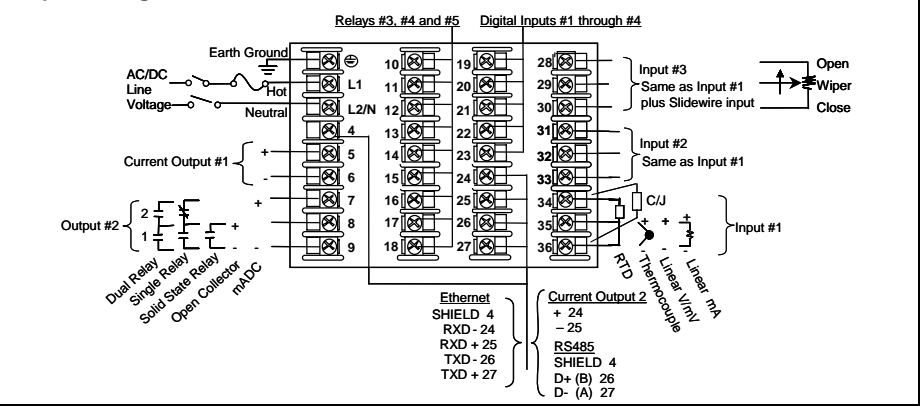 Relays #3, #4 and #5
Digital Inputs #1 through #4
Earth Ground
AC/DC
Line
Voltage
Hot
Neutral
L1
L2/N
4
5
6
7
8
9
10
11
12
13
14
15
16
17
18
19
20
21
22
23
24
25
26
27
28
29
30
31
32
33
34
35
36
Input #3
Same as Input #1
plus Slidewire input
Open
Wiper
Close
Input #2
Same as Input #1
Current Output #1
+
-
+
Output #2
2
1
+
-
-
Dual Relay
Single Relay
Solid State Relay
Open Collector
mADC
C/J
+
+
+
-
-
-
Input #1
RTD
Thermocouple
Linear V/mV
Linear mA
Ethernet
SHIELD 4
RXD - 24
RXD + 25
TXD - 26
TXD + 27
Current Output 2
+ 24
– 25
RS485
SHIELD 4
D+ (B) 26
D- (A) 27